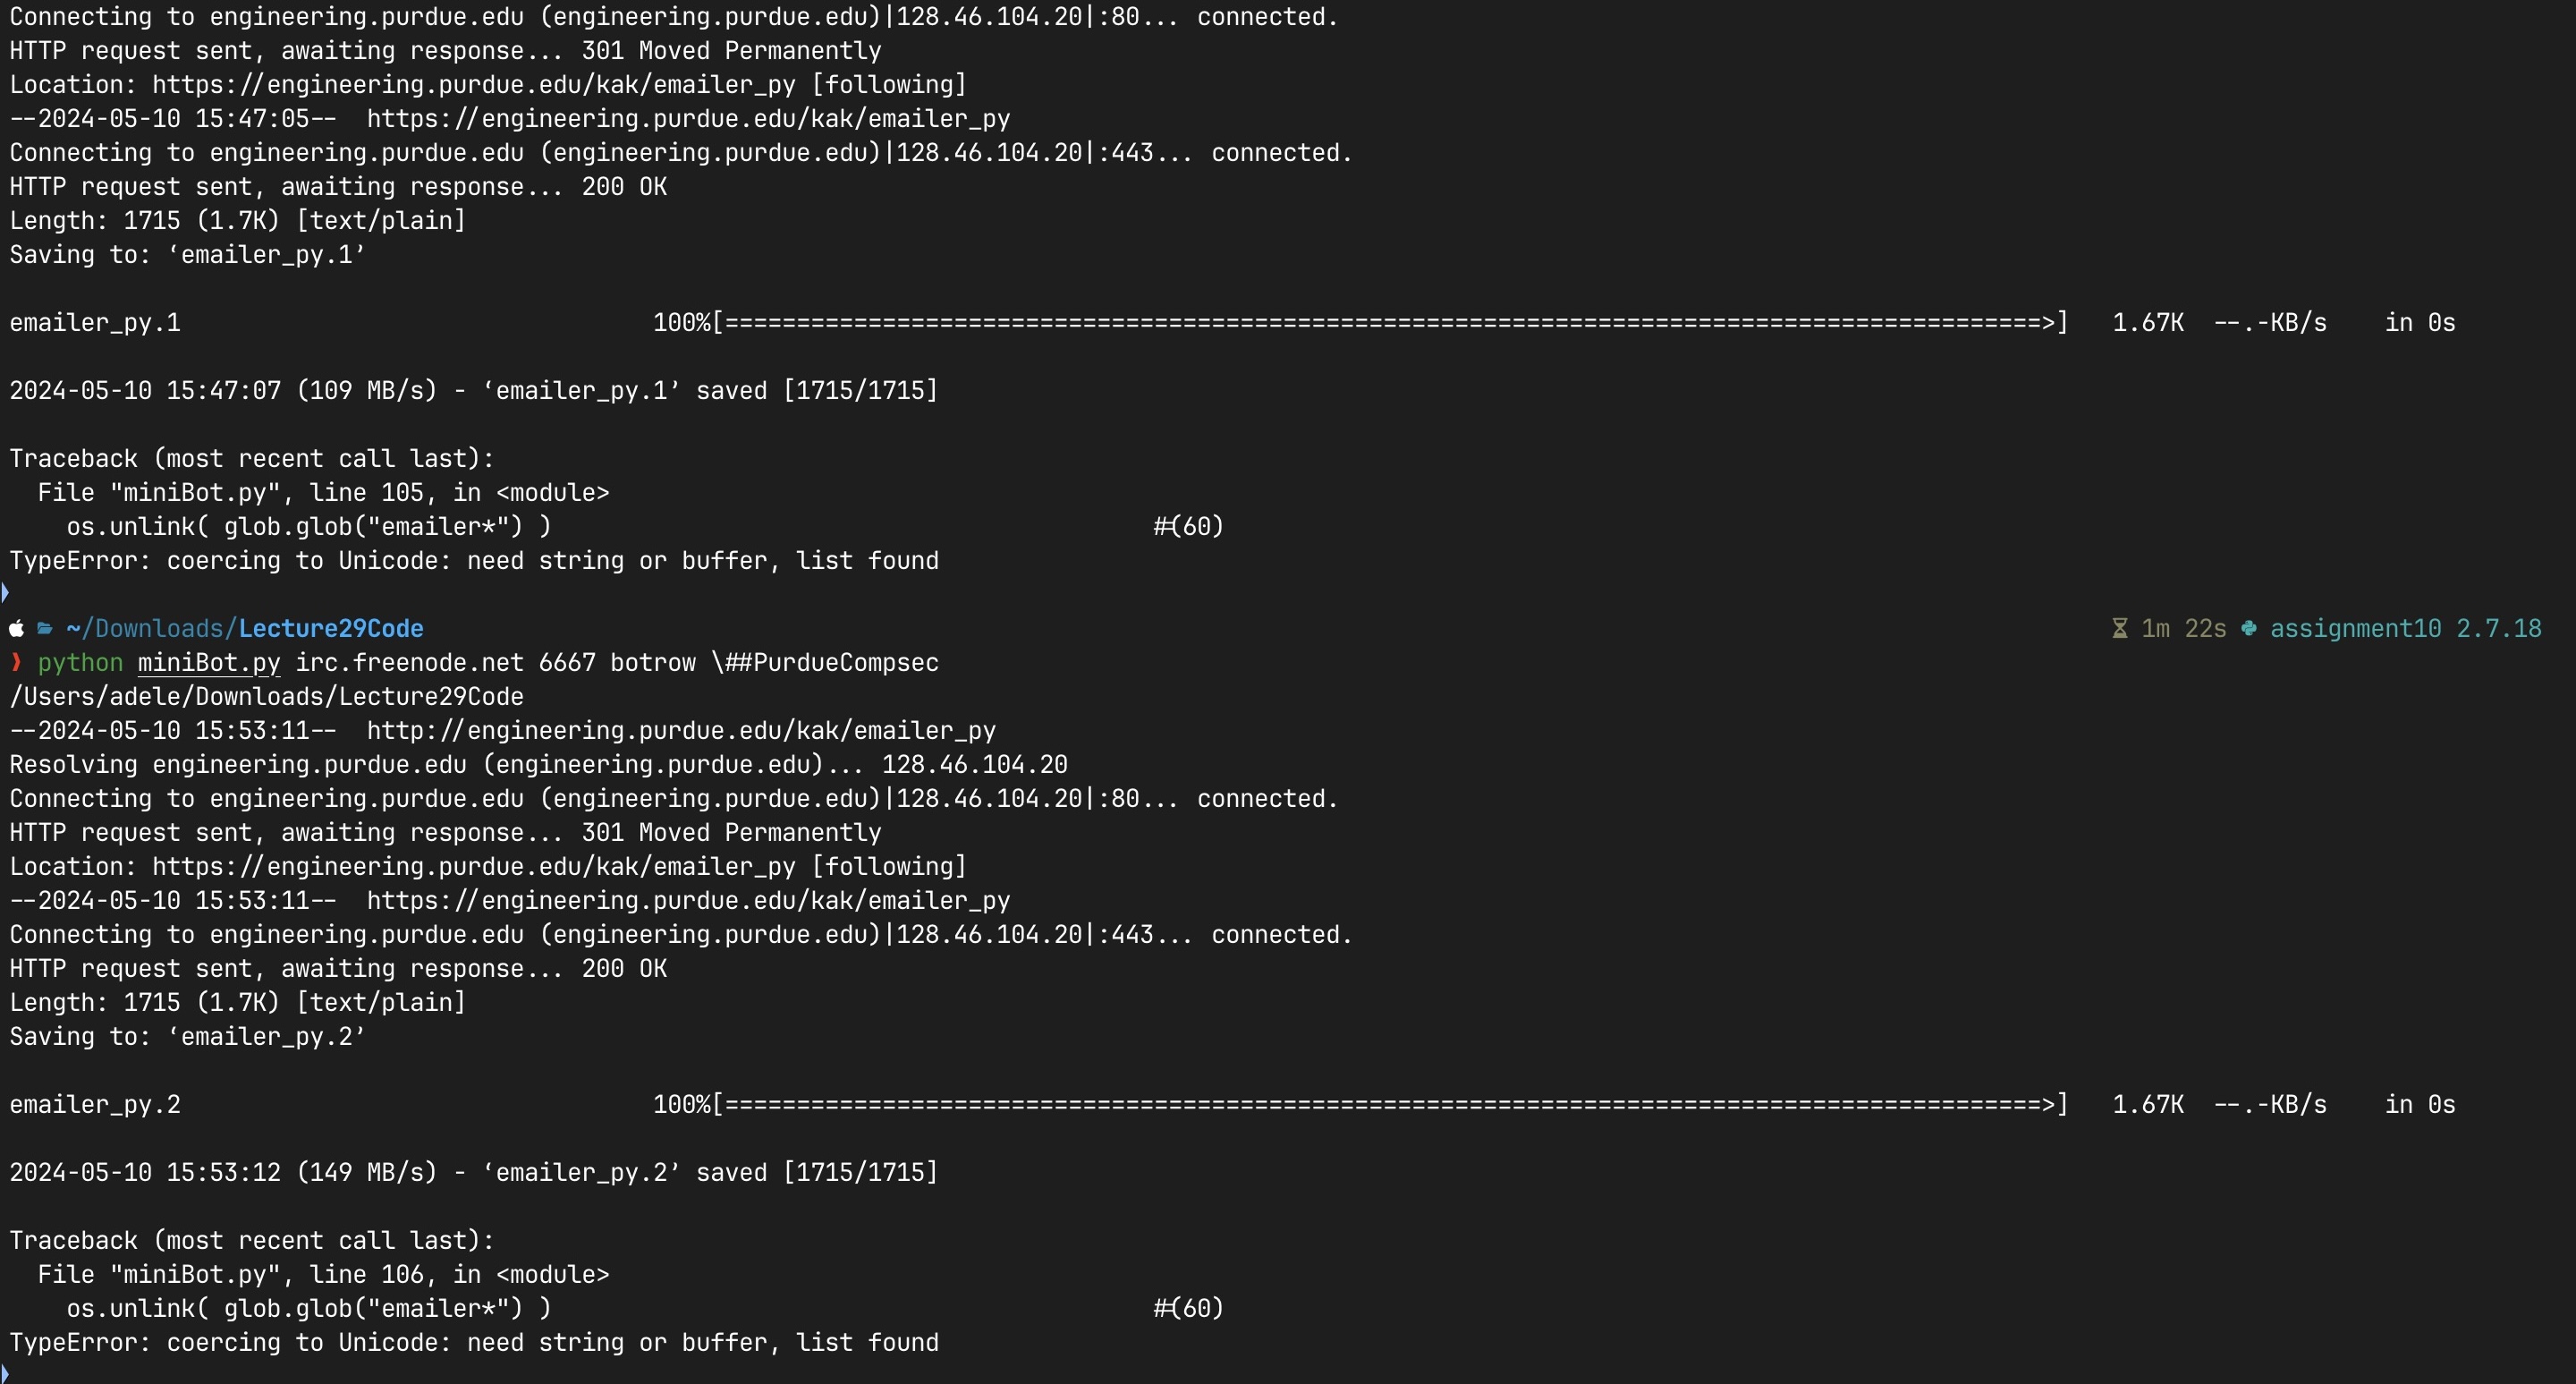 Connecting to engineering.purdue.edu (engineering.purdue.edu)|128.46.104.20|:80... connected.
HTTP request sent, awaiting response... 301 Moved Permanently
Location: https://engineering.purdue.edu/kak/emailer_py [following]
--2024-05-10 15:47:05--  https://engineering.purdue.edu/kak/emailer_py
Connecting to engineering.purdue.edu (engineering.purdue.edu)|128.46.104.20|:443... connected.
HTTP request sent, awaiting response... 200 OK
Length: 1715 (1.7K) [text/plain]
Saving to: ‘emailer_py.1’
emailer_py.1 100%[============================================================================================>] 1.67K --.-KB/s in 0s
2024-05-10 15:47:07 (109 MB/s) - ‘emailer_py.1’ saved [1715/1715]
Traceback (most recent call last):
  File "miniBot.py", line 105, in <module>
    os.unlink( glob.glob("emailer*") ) #(60)
TypeError: coercing to Unicode: need string or buffer, list found
~/Downloads/Lecture29Code 1m 22s assignment10 2.7.18
❯ python miniBot.py irc.freenode.net 6667 botrow \##PurdueCompsec
/Users/adele/Downloads/Lecture29Code
--2024-05-10 15:53:11--  http://engineering.purdue.edu/kak/emailer_py
Resolving engineering.purdue.edu (engineering.purdue.edu)... 128.46.104.20
Connecting to engineering.purdue.edu (engineering.purdue.edu)|128.46.104.20|:80... connected.
HTTP request sent, awaiting response... 301 Moved Permanently
Location: https://engineering.purdue.edu/kak/emailer_py [following]
--2024-05-10 15:53:11--  https://engineering.purdue.edu/kak/emailer_py
Connecting to engineering.purdue.edu (engineering.purdue.edu)|128.46.104.20|:443... connected.
HTTP request sent, awaiting response... 200 OK
Length: 1715 (1.7K) [text/plain]
Saving to: ‘emailer_py.2’
emailer_py.2 100%[============================================================================================>] 1.67K --.-KB/s in 0s
2024-05-10 15:53:12 (149 MB/s) - ‘emailer_py.2’ saved [1715/1715]
Traceback (most recent call last):
  File "miniBot.py", line 106, in <module>
    os.unlink( glob.glob("emailer*") ) #(60)
TypeError: coercing to Unicode: need string or buffer, list found